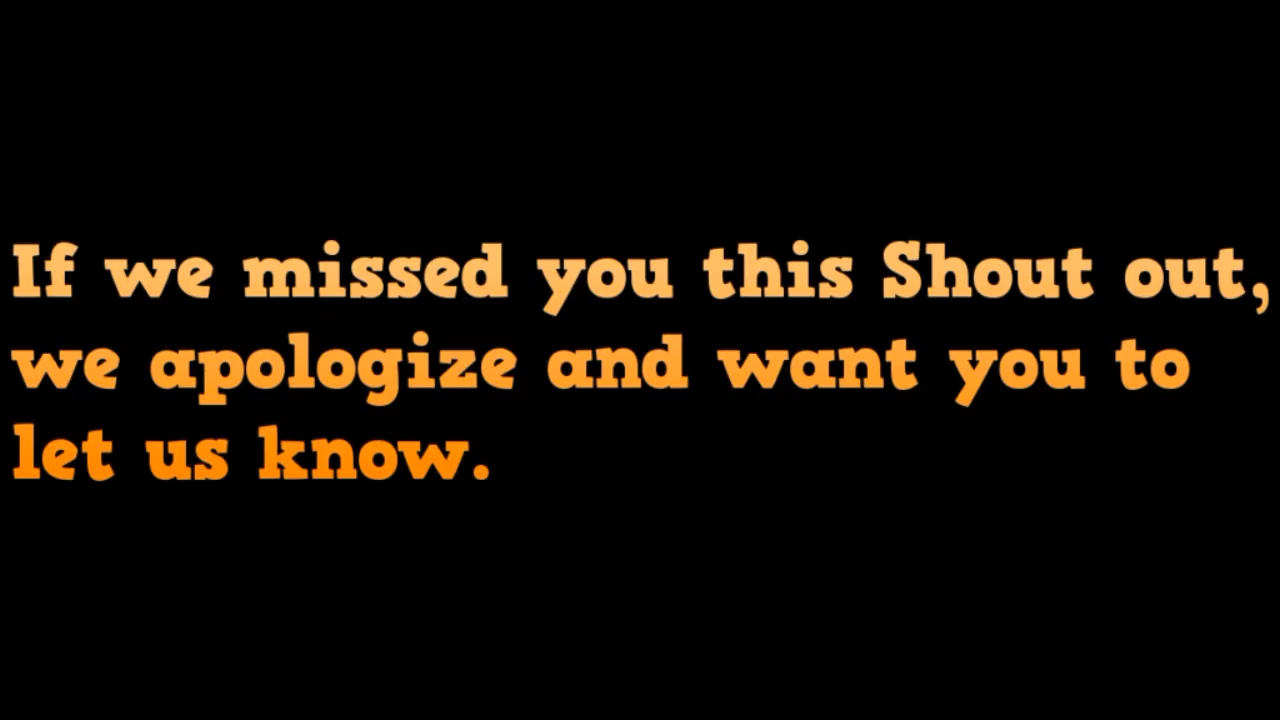 If we missed you this Shout out,
we apologize and want you to
let us know.